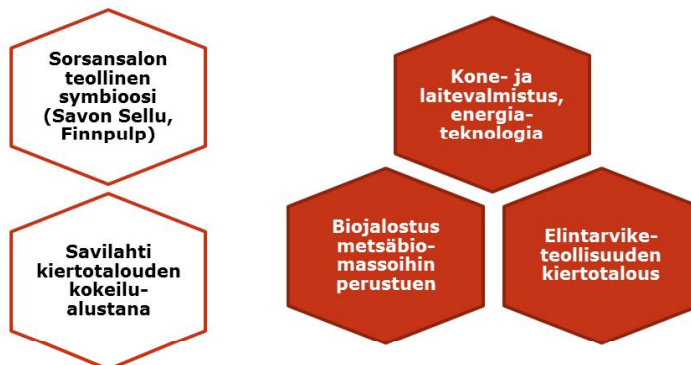 Sorsansalon
teollinen
symbioosi
(Savon Sellu,
Finnpulp)
Savilahti
kiertotalouden
kokeilu-
alustana
Kone- ja
laitevalmistus,
energia-
teknologia
Biojalostus
metsäbio-
massoihin
perustuen
Elintarvike-
teollisuuden
kiertotalous